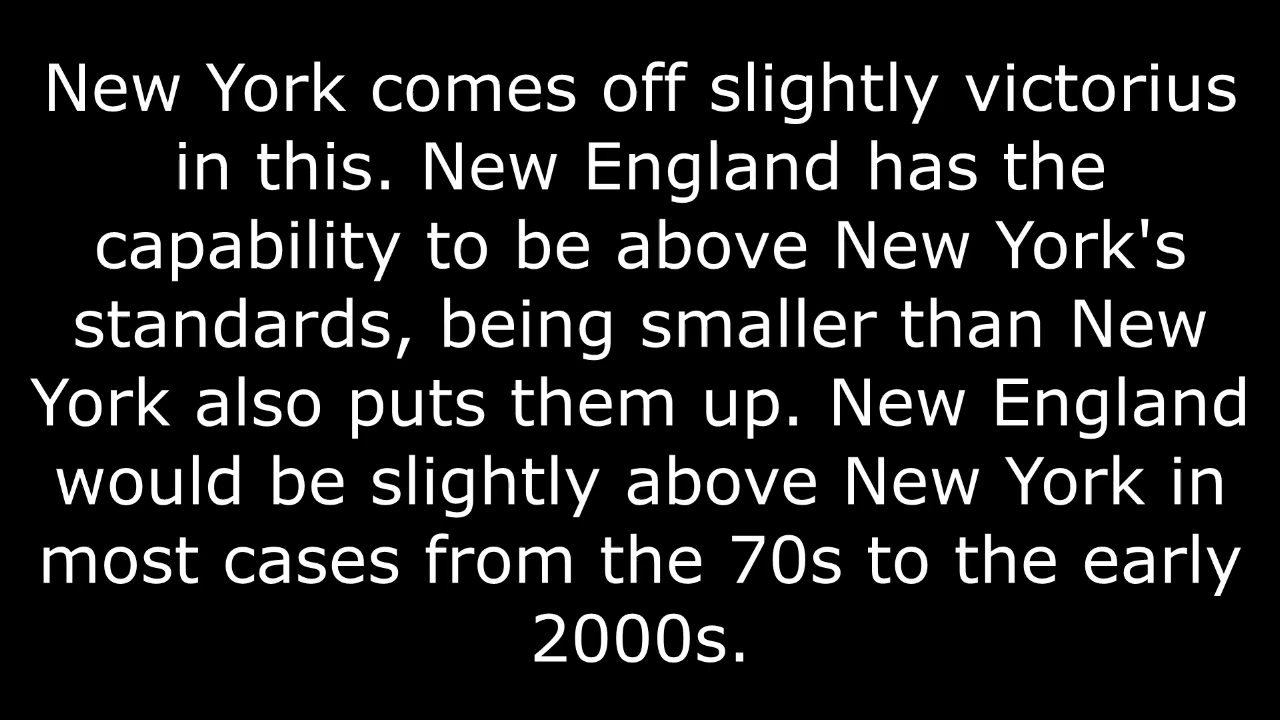 New York comes off slightly victorius
in this. New England has the
capability to be above New York's
standards, being smaller than New
York also puts them up. New England
would be slightly above New York in
most cases from the 70s to the early
2000s.